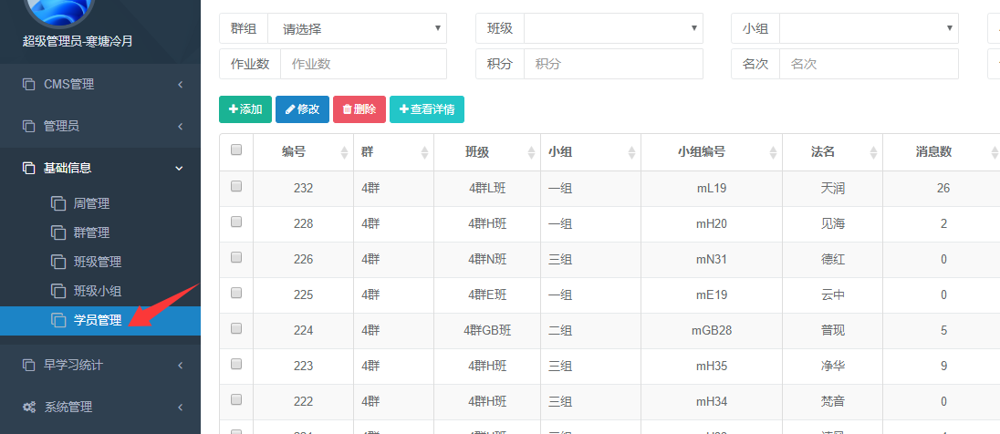 超级管理员-寒塘冷月
CMS管理
管理员
基础信息
周管理
群管理
班级管理
班级小组
学员管理
早学习统计
系统管理
群组 请选择 班级 小组
作业数 作业数 积分 积分 名次 名次
添加 修改 删除 查看详情
编号 群 班级 小组 小组编号 法名 消息数
232 4群 4群L班 一组 mL19 天润 26
228 4群 4群H班 一组 mH20 见海 2
226 4群 4群N班 三组 mN31 德红 0
225 4群 4群E班 一组 mE19 云中 0
224 4群 4群GB班 二组 mGB28 普现 5
223 4群 4群H班 三组 mH35 净华 9
222 4群 4群H班 三组 mH34 梵音 0